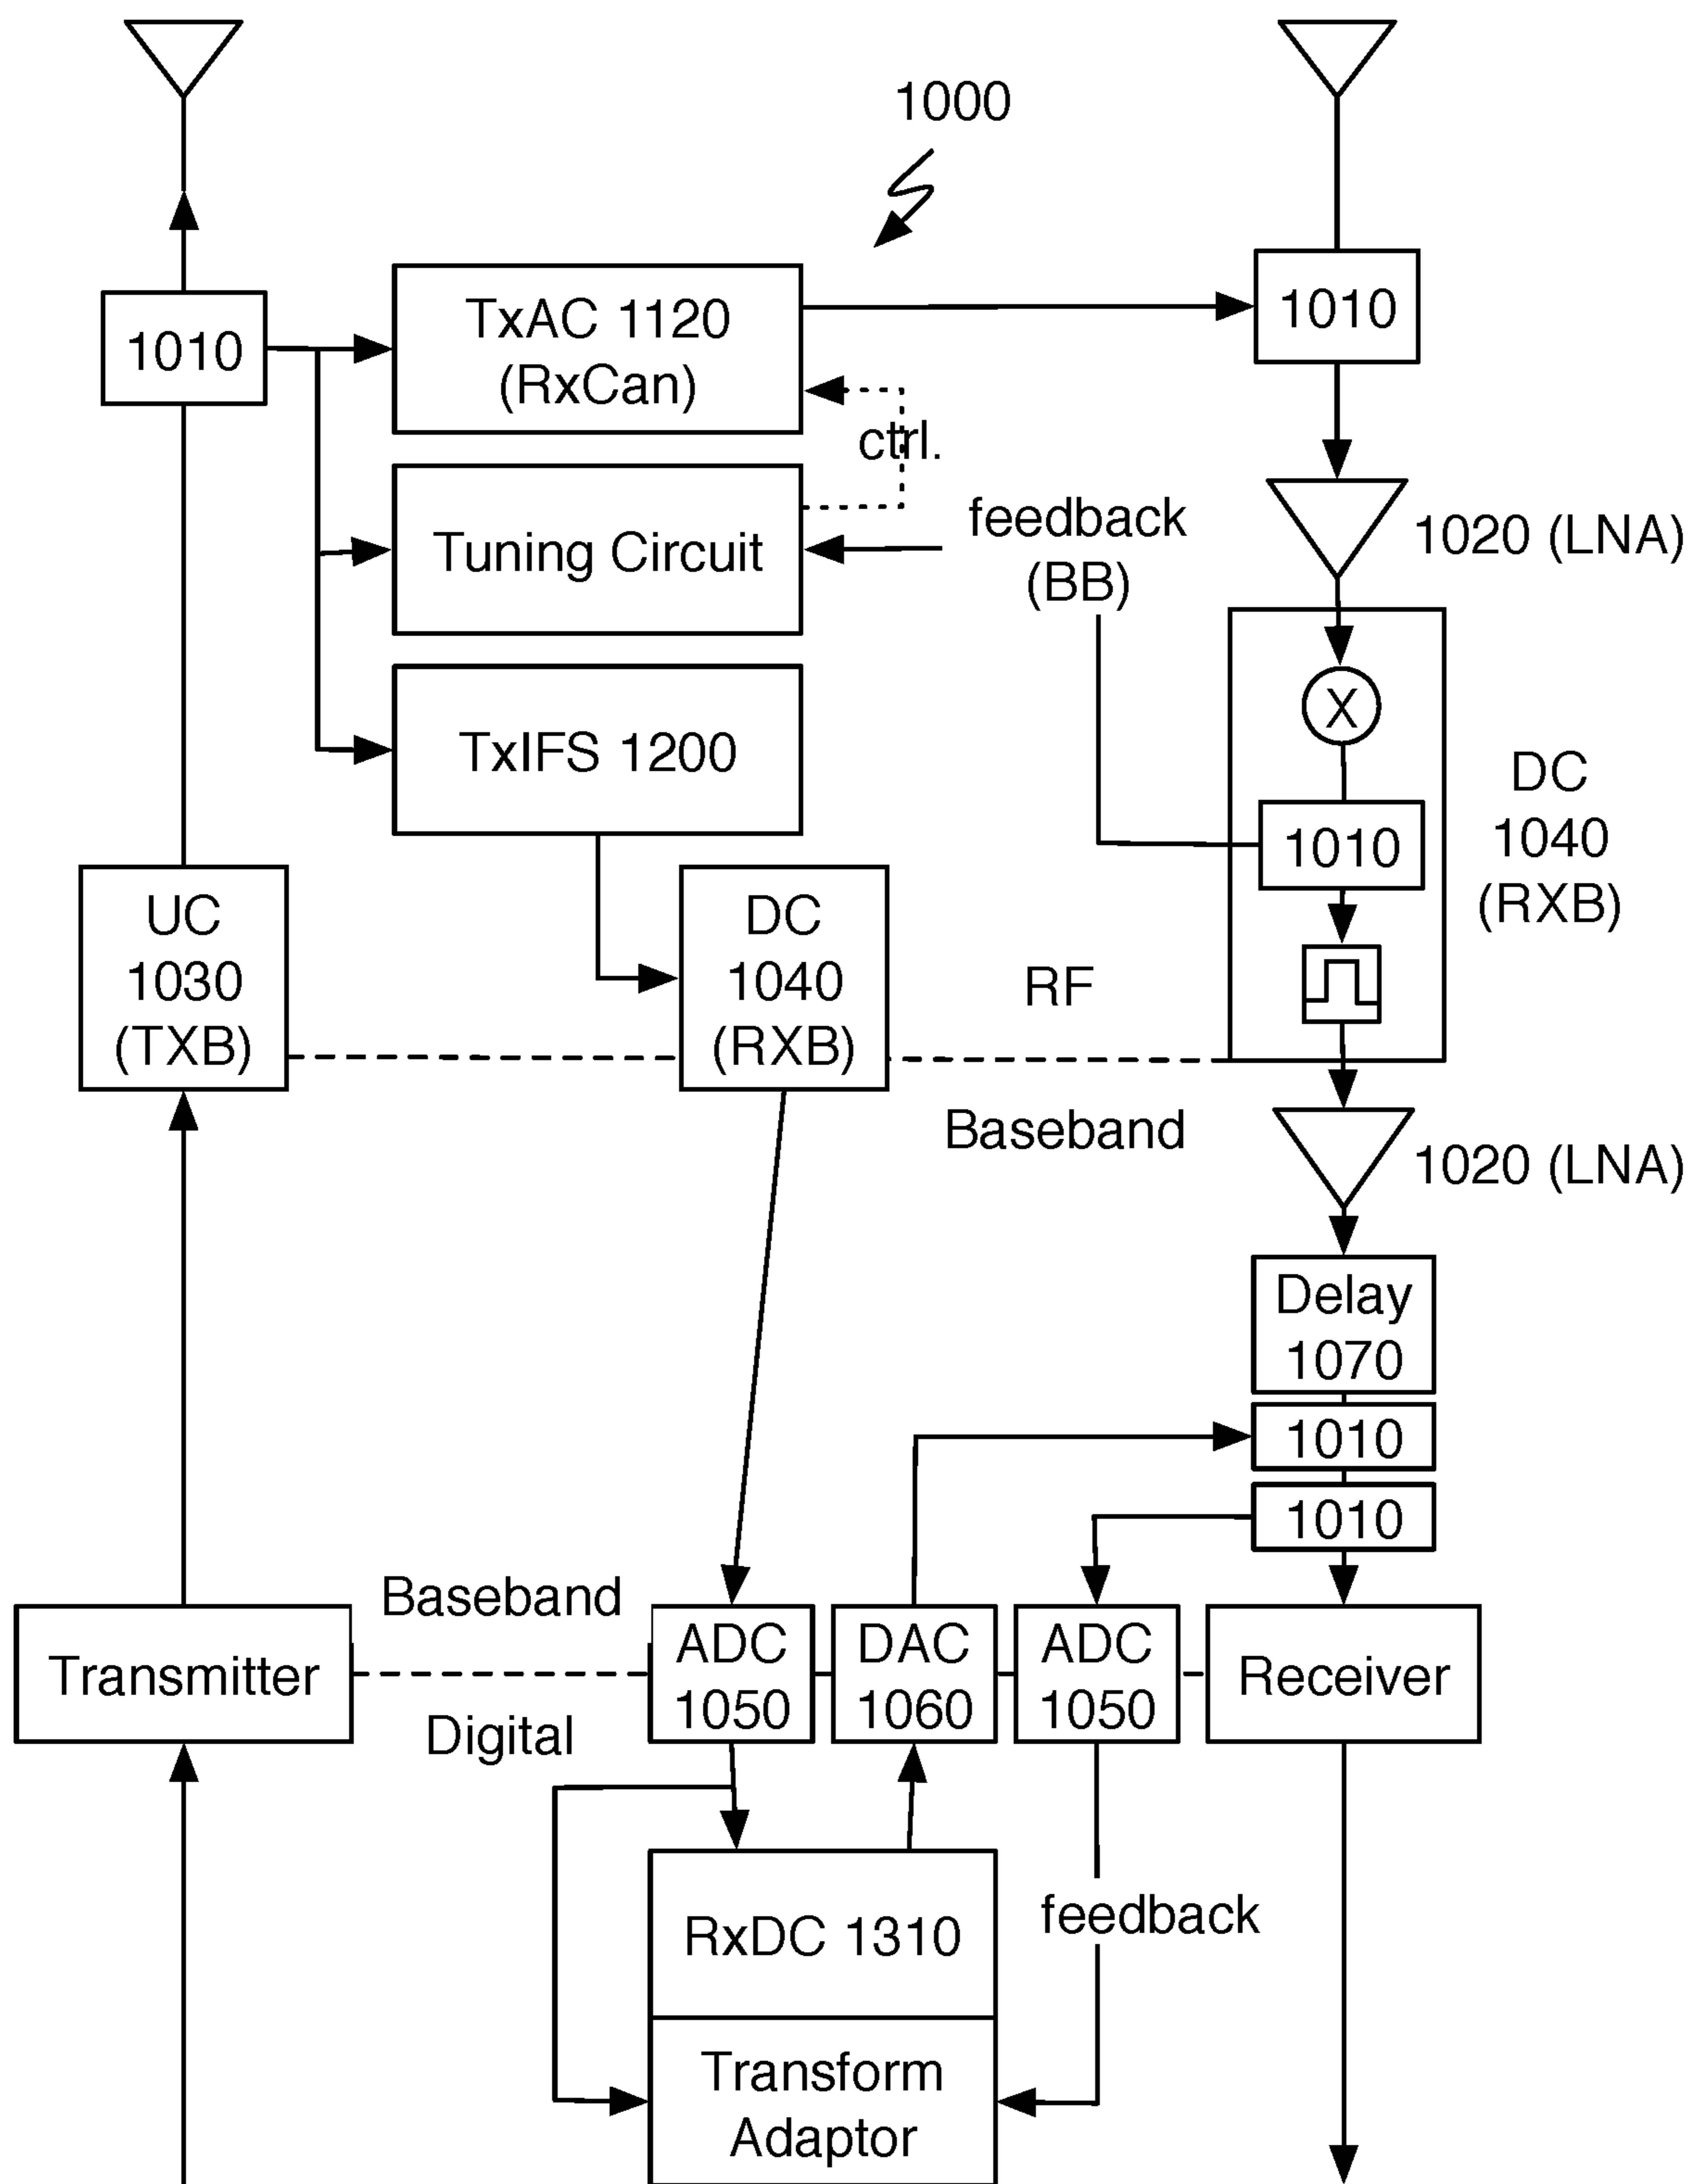 1000
1010
TxAC 1120
(RxCan)
1010
ctrl.
Tuning Circuit
feedback
(BB)
1020 (LNA)
X
TxIFS 1200
1010
DC
1040
(RXB)
UC
1030
(TXB)
DC
1040
(RXB)
RF
Baseband
1020 (LNA)
Delay
1070
1010
1010
Transmitter
Baseband
Digital
ADC
1050
DAC
1060
ADC
1050
Receiver
RxDC 1310
feedback
Transform
Adaptor